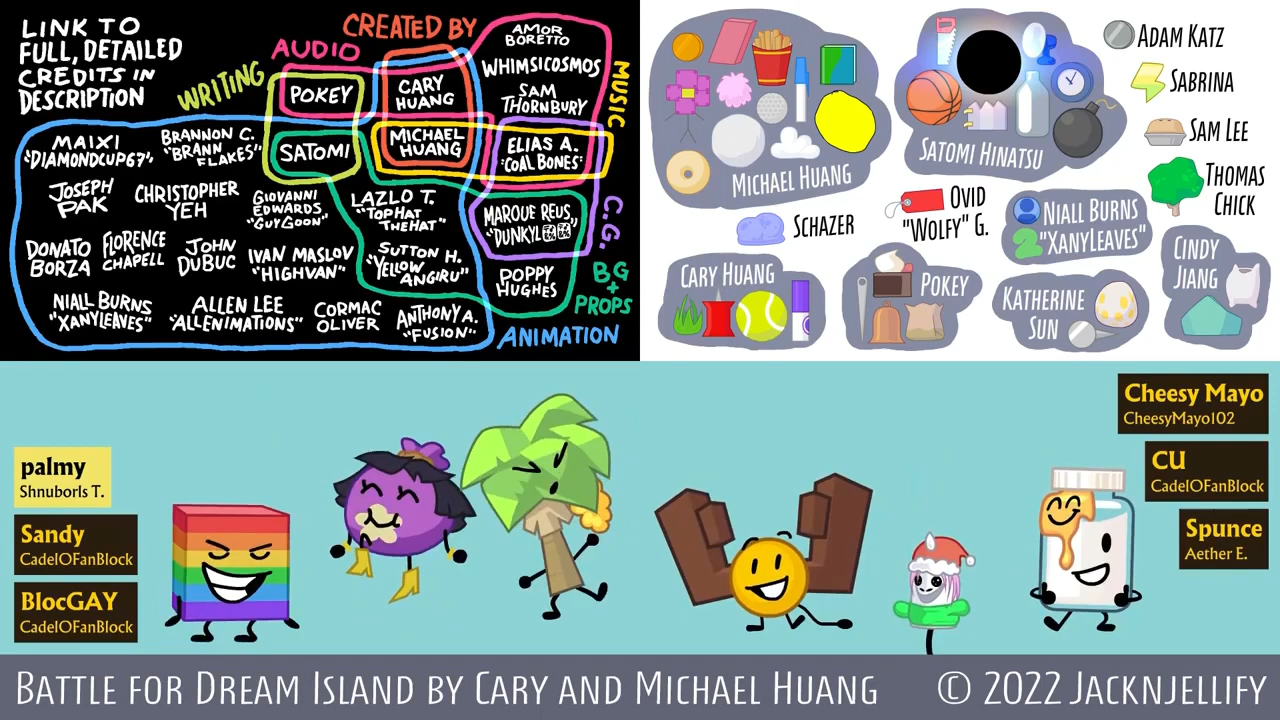 LINK TO
FULL, DETAILED
CREDITS IN
DESCRIPTION
WRITING
AUDIO
CREATED BY
MUSIC
C.G.
BG
+
PROPS
ANIMATION
POKEY
CARY
HUANG
AMOR
BORETTO
WHIMSICOSMOS
SAM
THORNBURY
SATOMI
MICHAEL
HUANG
ELIAS A.
"COAL BONES"
MAIXI
"DIAMONDCUP67"
BRANNON C.
"BRANN
FLAKES"
JOSEPH
PAK
CHRISTOPHER
YEH
GIOVANNI
EDWARDS
"GUYGOON"
LAZLO T.
"TOPHAT
THEHAT"
MARQUE REUS,
"DUNKYL
DONATO
BORZA
FLORENCE
CHAPELL
JOHN
DUBUC
IVAN MASLOV
"HIGHVAN"
SUTTON H.
"YELLOW
ANGIRU"
POPPY
HUGHES
NIALL BURNS
"XANYLEAVES"
ALLEN LEE
"ALLENIMATIONS"
CORMAC
OLIVER
ANTHONY A.
"FUSION"
MICHAEL HUANG
SATOMI HINATSU
ADAM KATZ
SABRINA
SAM LEE
THOMAS
CHICK
SCHAZER
OVID
"WOLFY" G.
NIALL BURNS
"XANYLEAVES"
CINDY
JIANG
CARY HUANG
POKEY
KATHERINE
SUN
palmy
Shnuborls T.
Sandy
CadelOFanBlock
BlocGAY
CadelOFanBlock
Cheesy Mayo
CheesyMayo102
CU
CadelOFanBlock
Spunce
Aether E.
BATTLE FOR DREAM ISLAND BY CARY AND MICHAEL HUANG
© 2022 JACKNJELLIFY